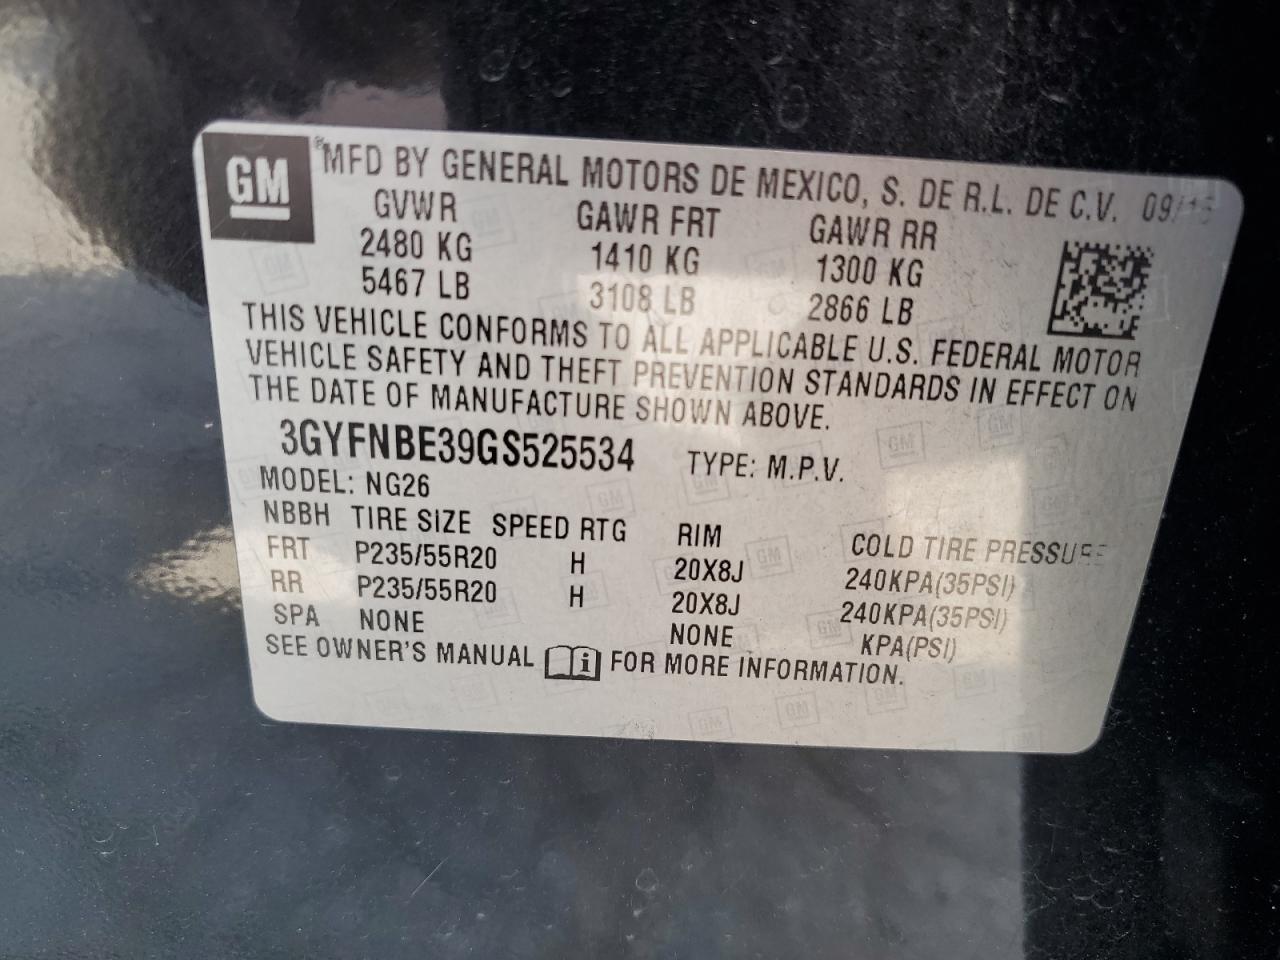 GM ® MFD BY GENERAL MOTORS DE MEXICO, S. DE R.L. DE C.V. 09/15
GVWR GAWR FRT GAWR RR
2480 KG 1410 KG 1300 KG
5467 LB 3108 LB 2866 LB
THIS VEHICLE CONFORMS TO ALL APPLICABLE U.S. FEDERAL MOTOR
VEHICLE SAFETY AND THEFT PREVENTION STANDARDS IN EFFECT ON
THE DATE OF MANUFACTURE SHOWN ABOVE.
3GYFNBE39GS525534 TYPE: M.P.V.
MODEL: NG26
NBBH TIRE SIZE SPEED RTG RIM COLD TIRE PRESSURE
FRT P235/55R20 H 20X8J 240KPA(35PSI)
RR P235/55R20 H 20X8J 240KPA(35PSI)
SPA NONE NONE KPA(PSI)
SEE OWNER'S MANUAL i FOR MORE INFORMATION.